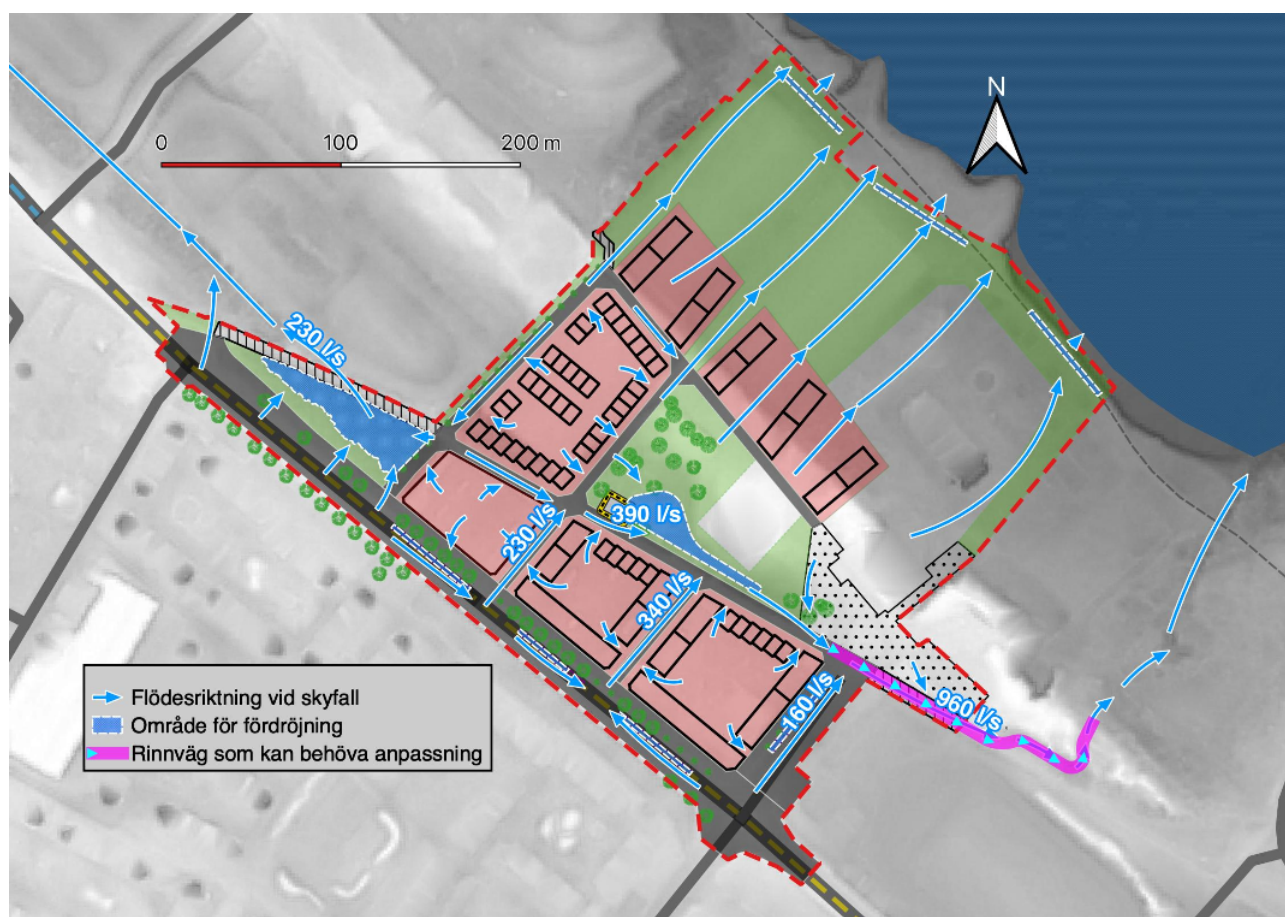 N
0 100 200 m
230 l/s
390 l/s
230 l/s
340 l/s
160 l/s
960 l/s
Flödesriktning vid skyfall
Område för fördröjning
Rinnväg som kan behöva anpassning